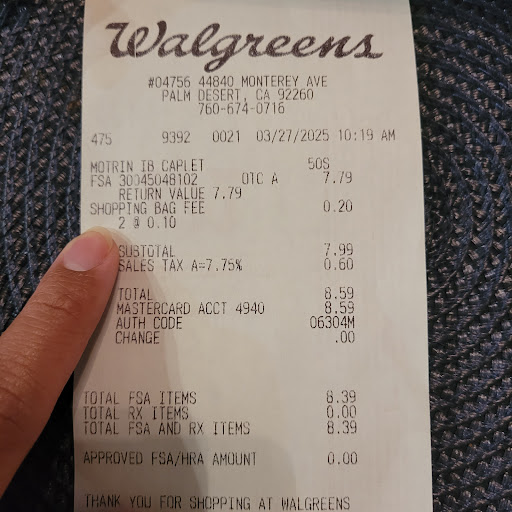 Walgreens
#04756 44840 MONTEREY AVE
PALM DESERT, CA 92260
760-674-0716
475 9392 0021 03/27/2025 10:19 AM
MOTRIN IB CAPLET 50S
FSA 30045048102 01C A 7.79
RETURN VALUE 7.79
SHOPPING BAG FEE 0.20
2 @ 0.10
SUBTOTAL 7.99
SALES TAX A=7.75% 0.60
TOTAL 8.59
MASTERCARD ACCT 4940 8.59
AUTH CODE 06304M
CHANGE .00
TOTAL FSA ITEMS 8.39
TOTAL RX ITEMS 0.00
TOTAL FSA AND RX ITEMS 8.39
APPROVED FSA/HRA AMOUNT 0.00
THANK YOU FOR SHOPPING AT WALGREENS